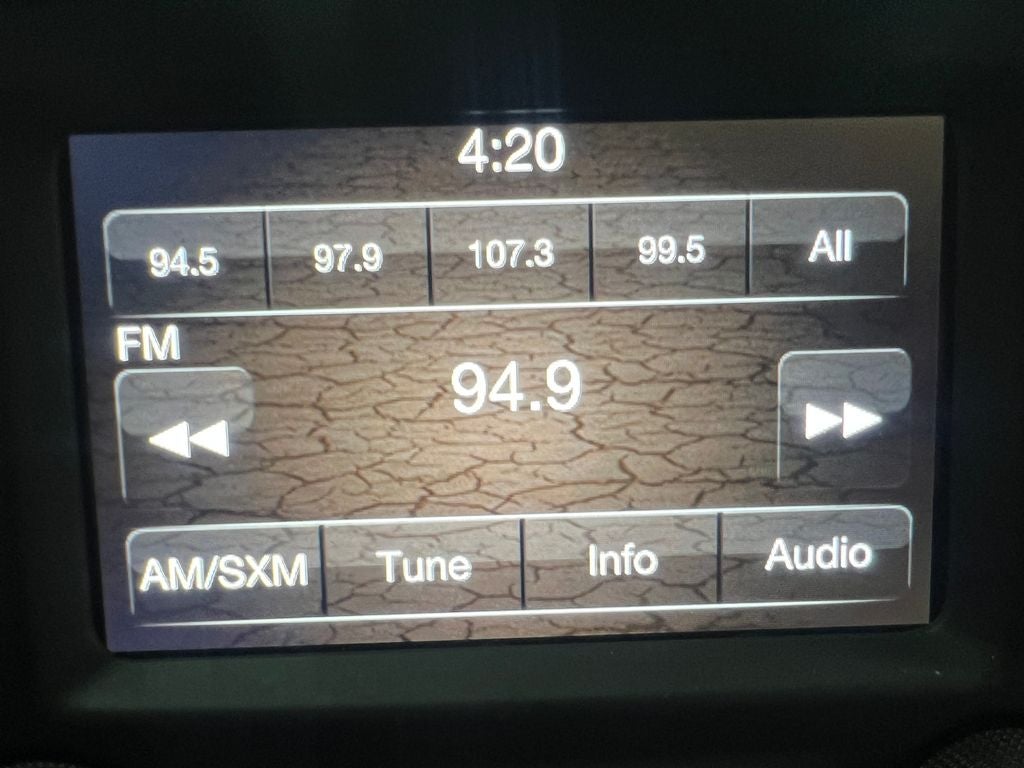 4:20
94.5 97.9 107.3 99.5 All
FM
94.9
AM/SXM Tune Info Audio